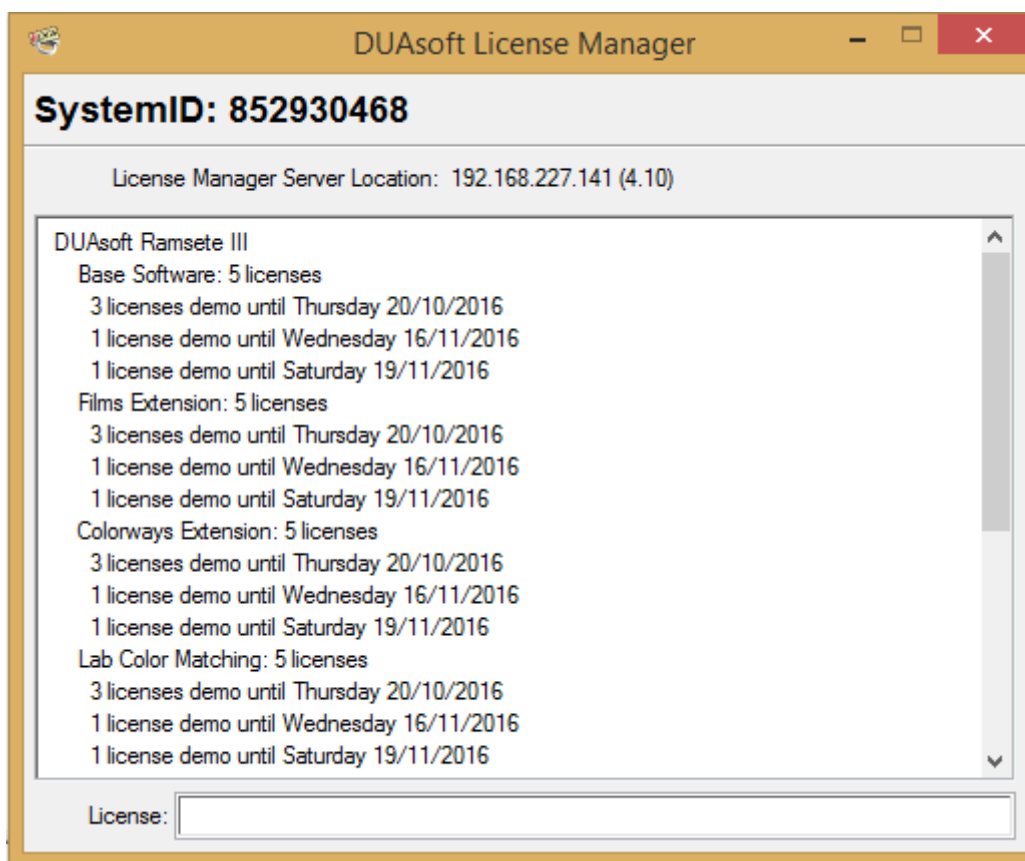 DUAsoft License Manager
SystemID: 852930468
License Manager Server Location: 192.168.227.141 (4.10)
DUAsoft Ramsete III
Base Software: 5 licenses
3 licenses demo until Thursday 20/10/2016
1 license demo until Wednesday 16/11/2016
1 license demo until Saturday 19/11/2016
Films Extension: 5 licenses
3 licenses demo until Thursday 20/10/2016
1 license demo until Wednesday 16/11/2016
1 license demo until Saturday 19/11/2016
Colorways Extension: 5 licenses
3 licenses demo until Thursday 20/10/2016
1 license demo until Wednesday 16/11/2016
1 license demo until Saturday 19/11/2016
Lab Color Matching: 5 licenses
3 licenses demo until Thursday 20/10/2016
1 license demo until Wednesday 16/11/2016
1 license demo until Saturday 19/11/2016
License: